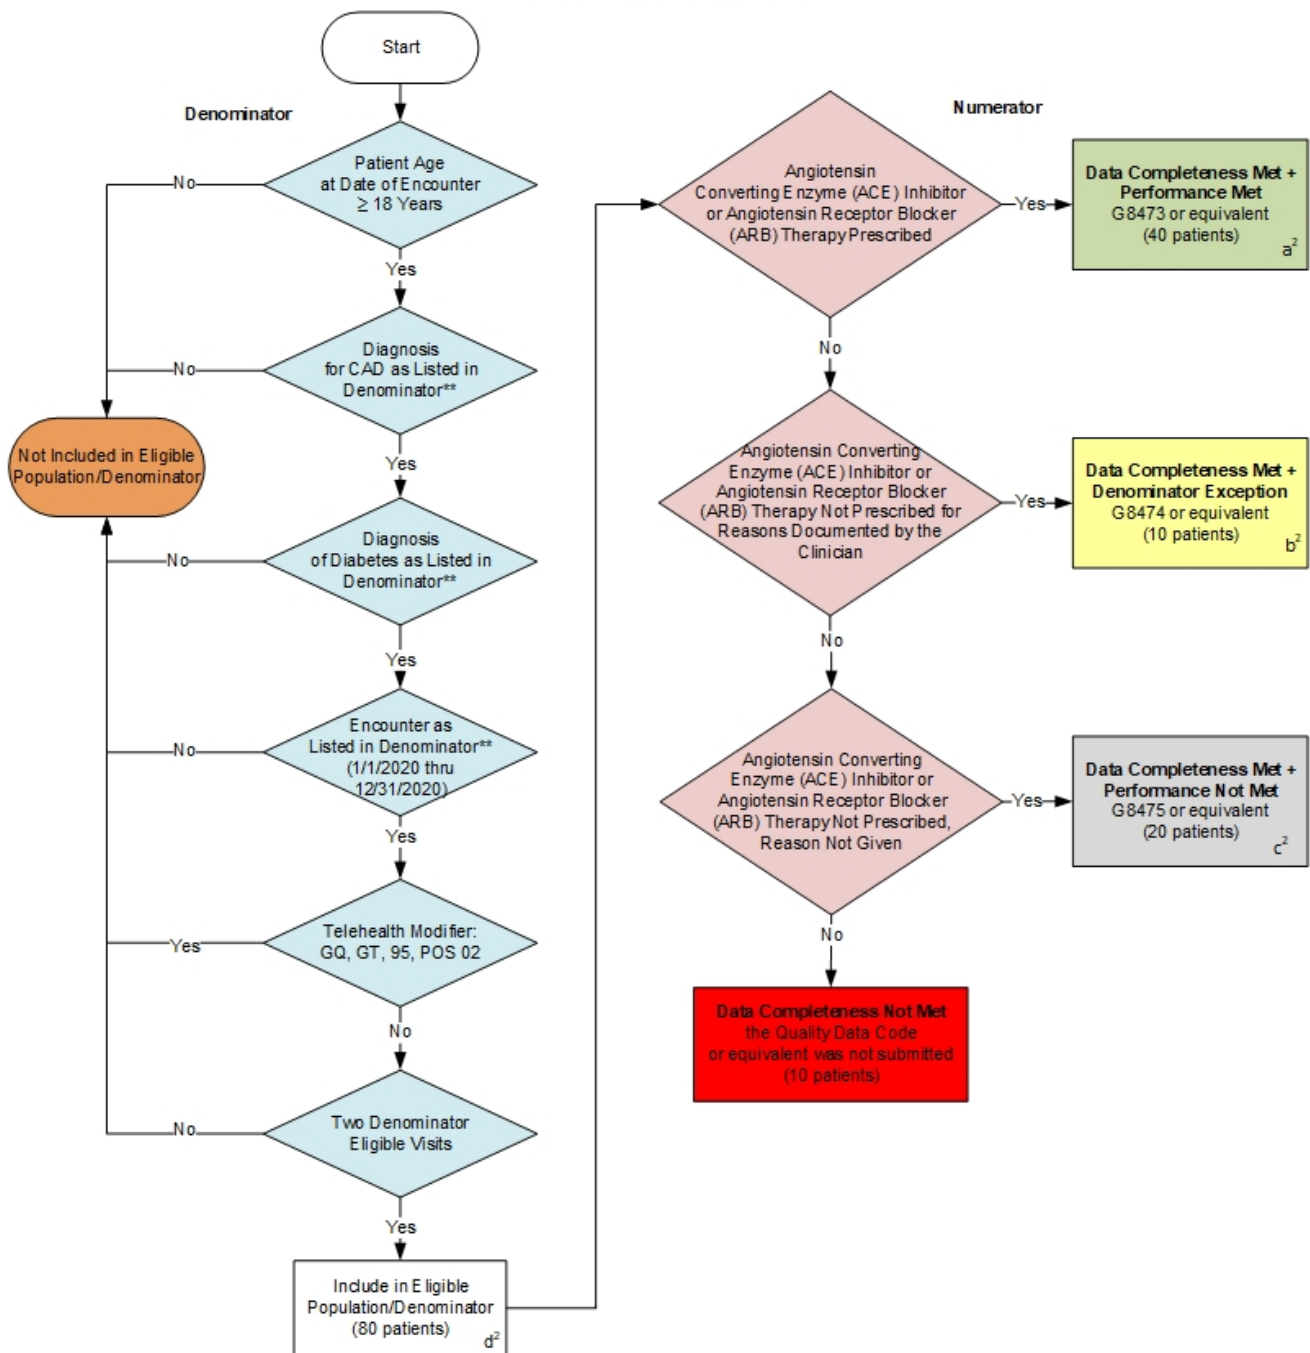 Start
Denominator
Patient Age
at Date of Encounter
≥ 18 Years
No
Yes
Diagnosis
for CAD as Listed in
Denominator**
No
Yes
Not Included in Eligible
Population/Denominator
Diagnosis
of Diabetes as Listed in
Denominator**
No
Yes
Encounter as
Listed in Denominator**
(1/1/2020 thru
12/31/2020)
No
Yes
Telehealth Modifier:
GQ, GT, 95, POS 02
Yes
No
Two Denominator
Eligible Visits
No
Yes
Include in Eligible
Population/Denominator
(80 patients)
d²
Numerator
Angiotensin
Converting Enzyme (ACE) Inhibitor
or Angiotensin Receptor Blocker
(ARB) Therapy Prescribed
Yes
Data Completeness Met +
Performance Met
G8473 or equivalent
(40 patients)
a²
No
Angiotensin Converting
Enzyme (ACE) Inhibitor or
Angiotensin Receptor Blocker
(ARB) Therapy Not Prescribed for
Reasons Documented by the
Clinician
Yes
Data Completeness Met +
Denominator Exception
G8474 or equivalent
(10 patients)
b²
No
Angiotensin Converting
Enzyme (ACE) Inhibitor or
Angiotensin Receptor Blocker
(ARB) Therapy Not Prescribed,
Reason Not Given
Yes
Data Completeness Met +
Performance Not Met
G8475 or equivalent
(20 patients)
c²
No
Data Completeness Not Met
the Quality Data Code
or equivalent was not submitted
(10 patients)